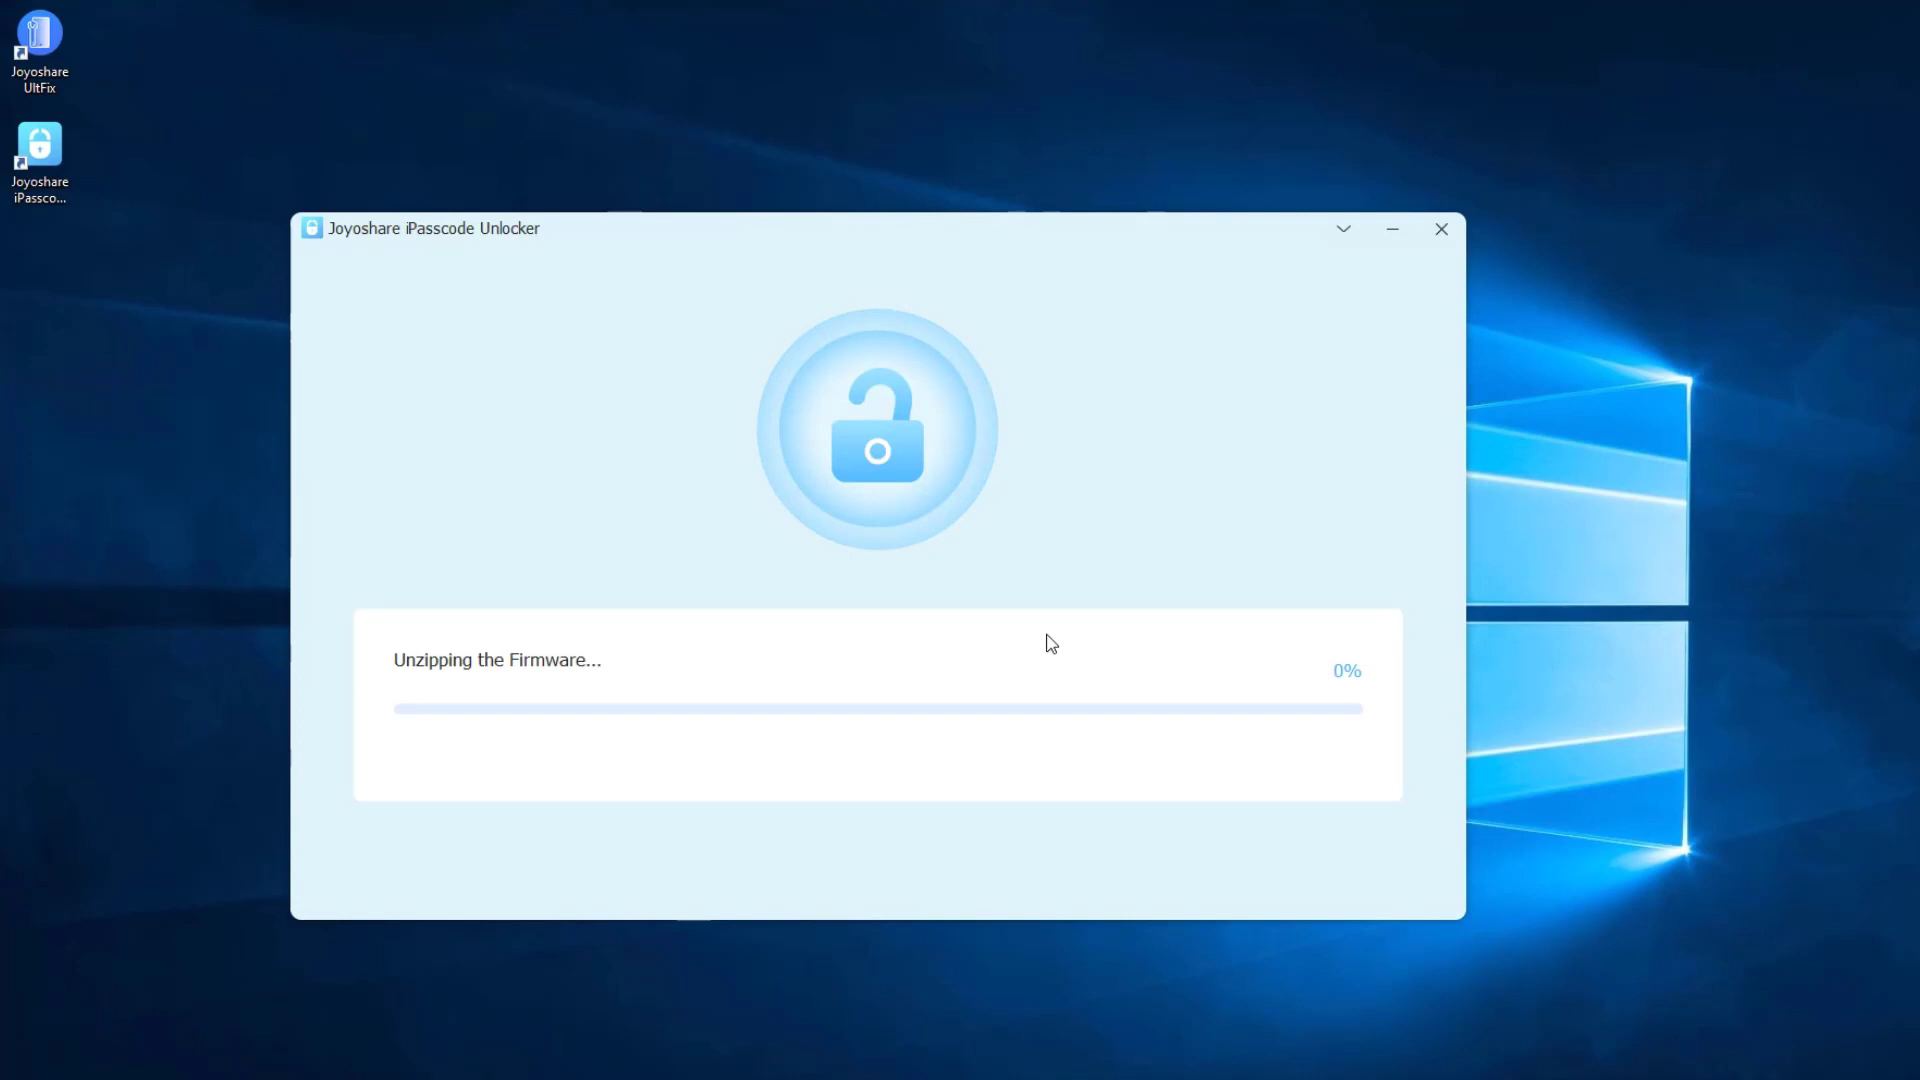 Joyoshare
UltFix
Joyoshare
iPassco...
Joyoshare iPasscode Unlocker
Unzipping the Firmware...
0%